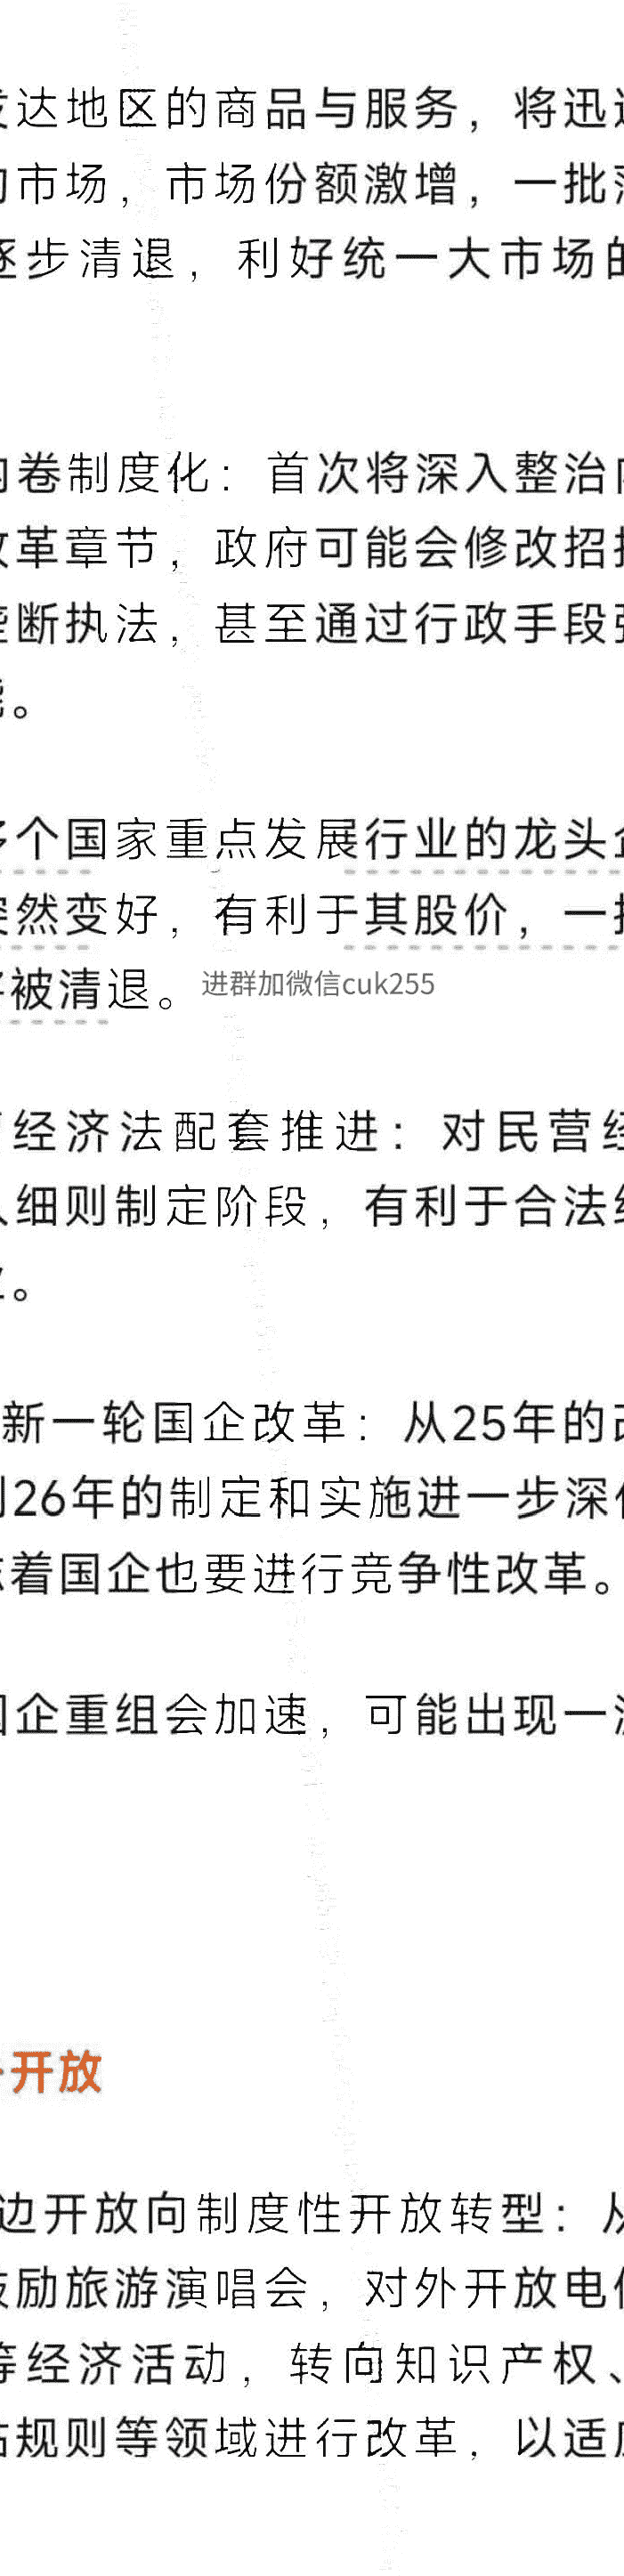 达地区的商品与服务，将迅
市场，市场份额激增，一批
逐步清退，利好统一大市场的
卷制度化：首次将深入整治
改革章节，政府可能会修改招
断执法，甚至通过行政手段
。
个国家重点发展行业的龙头
突然变好，有利于其股价，一
被清退。
进群加微信cuk255
经济法配套推进：对民营经
细则制定阶段，有利于合法
。
新一轮国企改革：从25年的
26年的制定和实施进一步深
着国企也要进行竞争性改革。
企重组会加速，可能出现一
开放
边开放向制度性开放转型：从
鼓励旅游演唱会，对外开放电
等经济活动，转向知识产权、
规则等领域进行改革，以适